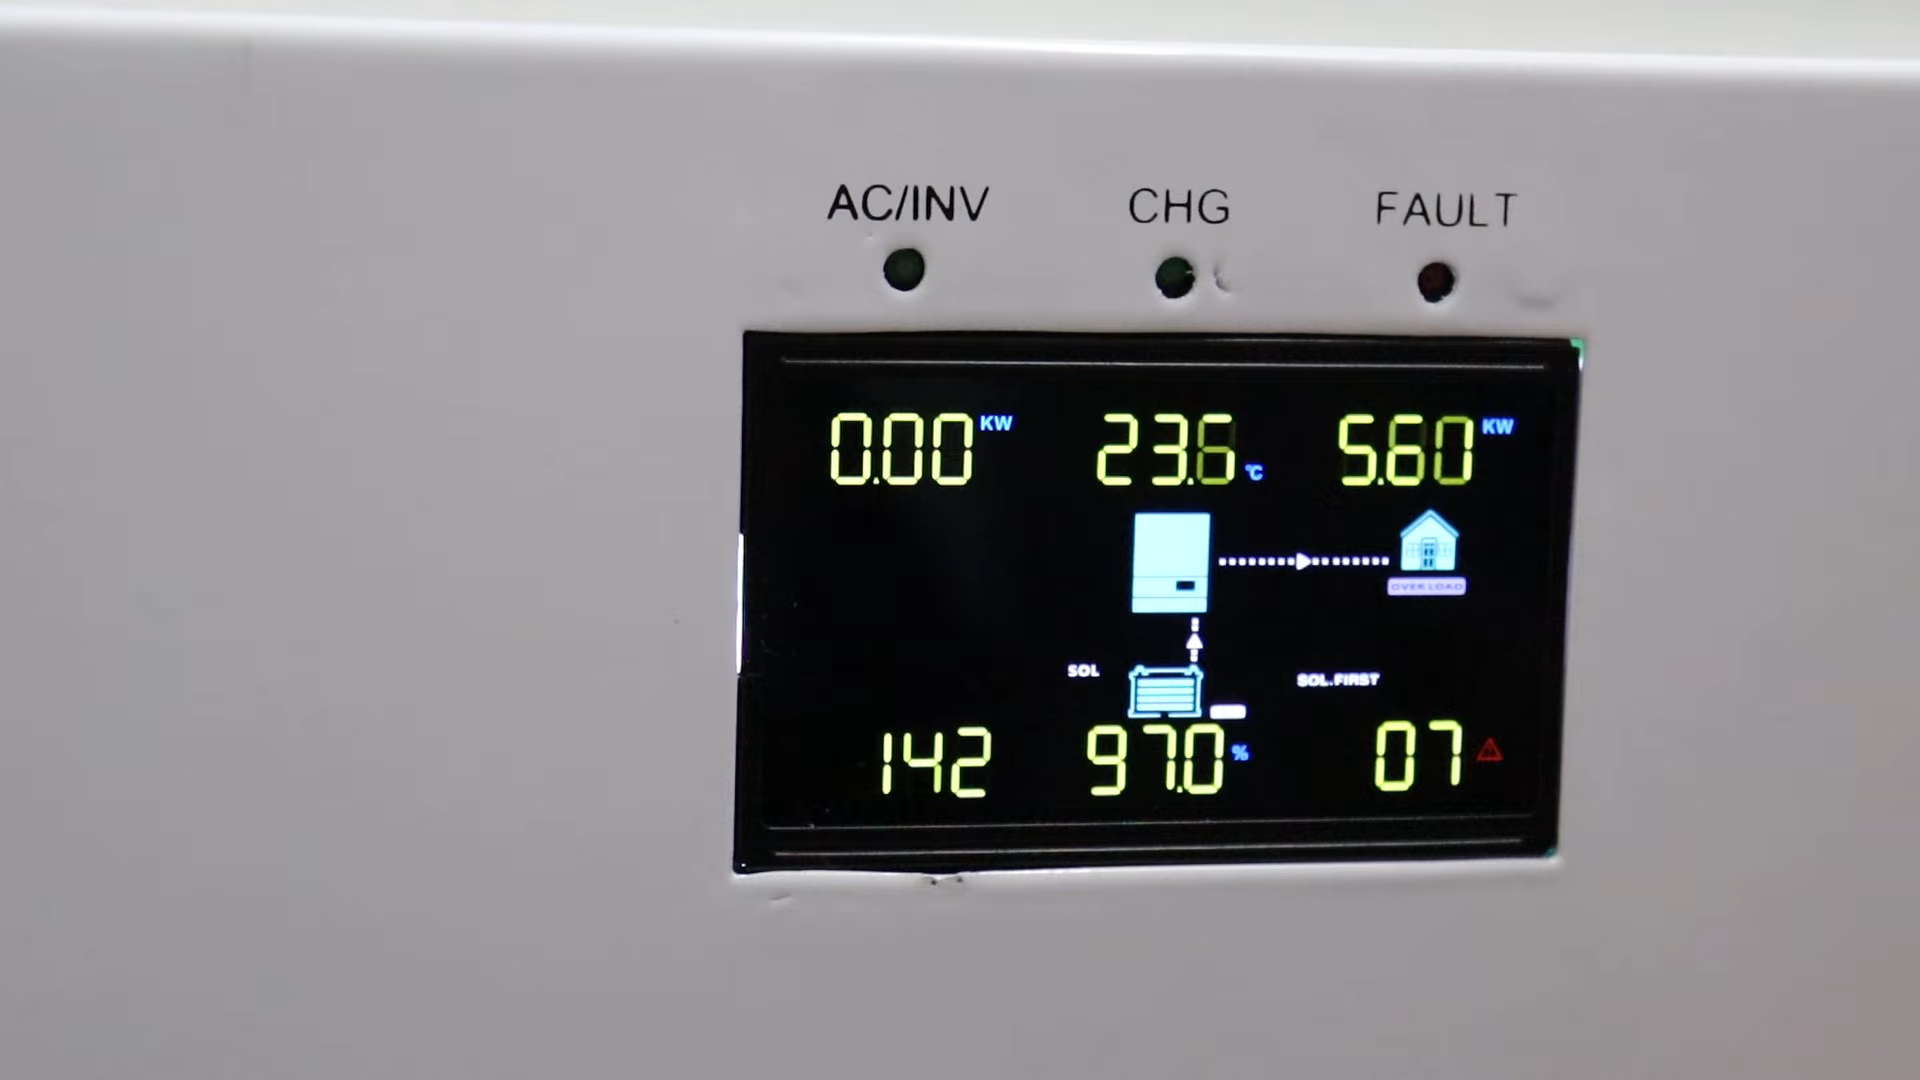 AC/INV CHG FAULT
0.00 KW 23.6 °C 5.60 KW
OVER LOAD
SOL SOL.FIRST
142 97.0 % 07